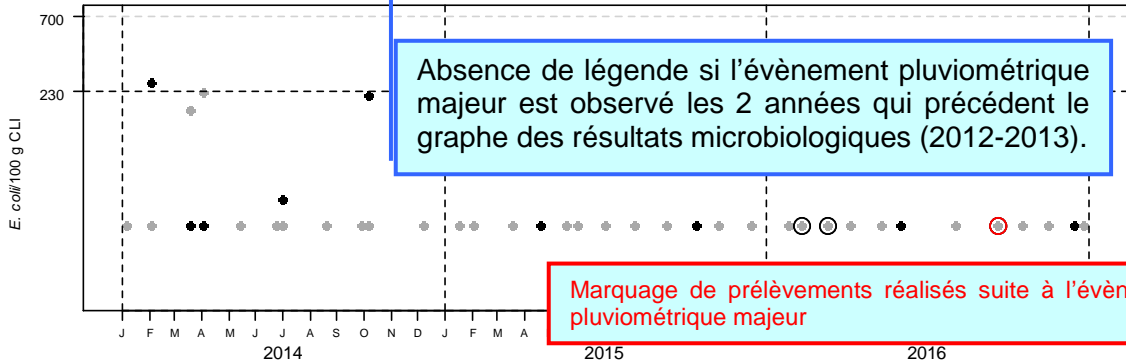 700
Absence de légende si l'évènement pluviométrique
majeur est observé les 2 années qui précédent le
graphe des résultats microbiologiques (2012-2013).
230
E. coli/100 g CLI
Marquage de prélèvements réalisés suite à l'évèn
pluviométrique majeur
J F M A M J J A S O N D J F M A
2014 2015 2016